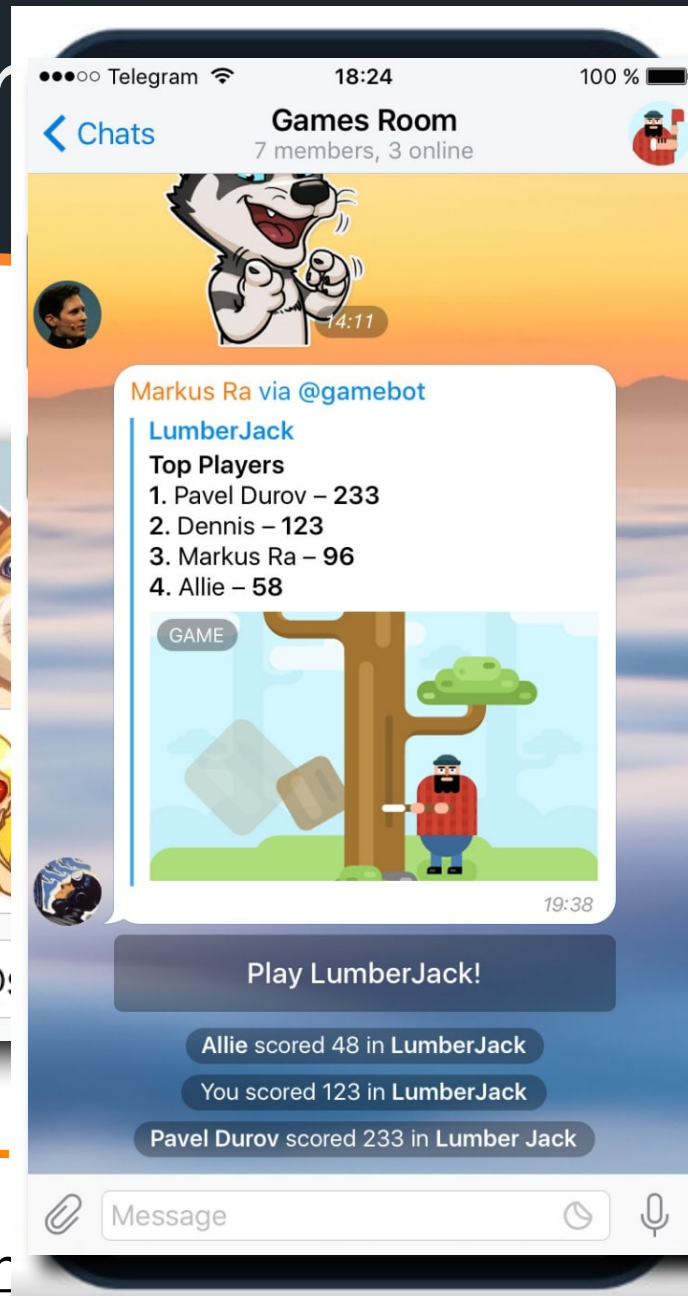 Telegram 18:24 100 %
Chats
Games Room
7 members, 3 online
14:11
Markus Ra via @gamebot
LumberJack
Top Players
1. Pavel Durov – 233
2. Dennis – 123
3. Markus Ra – 96
4. Allie – 58
GAME
19:38
Play LumberJack!
Allie scored 48 in LumberJack
You scored 123 in LumberJack
Pavel Durov scored 233 in Lumber Jack
Message